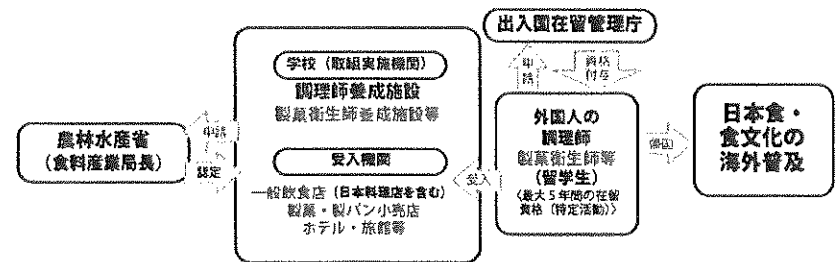 農林水産省
(食料産業局長)
申請
認定
学校(取組実施機関)
調理師養成施設
製菓衛生師養成施設等
受入機関
一般飲食店(日本料理店を含む)
製菓・製パン小売店
ホテル・旅館等
受入
出入国在留管理庁
申請
資格
付与
外国人の
調理師
製菓衛生師等
(留学生)
〈最大5年間の在留
資格(特定活動)〉
帰国
日本食・
食文化の
海外普及